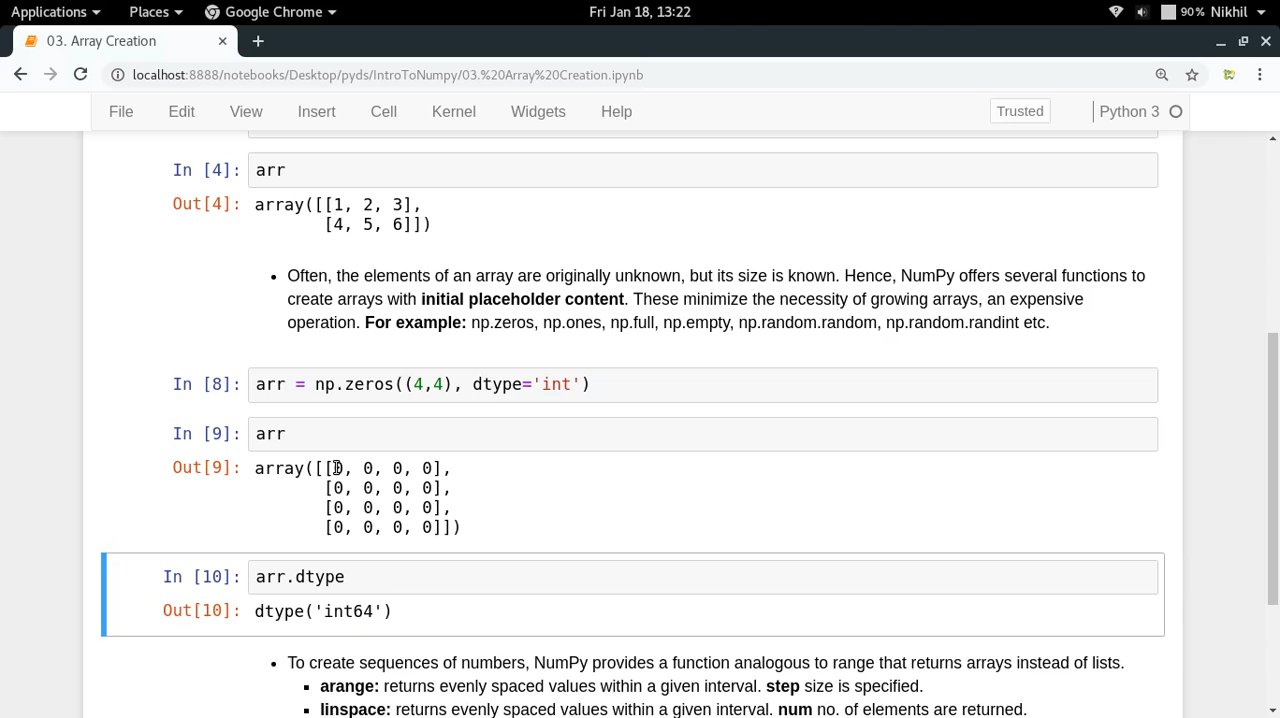 Applications Places Google Chrome Fri Jan 18, 13:22 90% Nikhil
03. Array Creation
localhost:8888/notebooks/Desktop/pyds/IntroToNumpy/03.%20Array%20Creation.ipynb
File Edit View Insert Cell Kernel Widgets Help Trusted Python 3
In [4]: arr
Out[4]: array([[1, 2, 3],
[4, 5, 6]])
• Often, the elements of an array are originally unknown, but its size is known. Hence, NumPy offers several functions to
create arrays with initial placeholder content. These minimize the necessity of growing arrays, an expensive
operation. For example: np.zeros, np.ones, np.full, np.empty, np.random.random, np.random.randint etc.
In [8]: arr = np.zeros((4,4), dtype='int')
In [9]: arr
Out[9]: array([[0, 0, 0, 0],
[0, 0, 0, 0],
[0, 0, 0, 0],
[0, 0, 0, 0]])
In [10]: arr.dtype
Out[10]: dtype('int64')
• To create sequences of numbers, NumPy provides a function analogous to range that returns arrays instead of lists.
▪ arange: returns evenly spaced values within a given interval. step size is specified.
▪ linspace: returns evenly spaced values within a given interval. num no. of elements are returned.